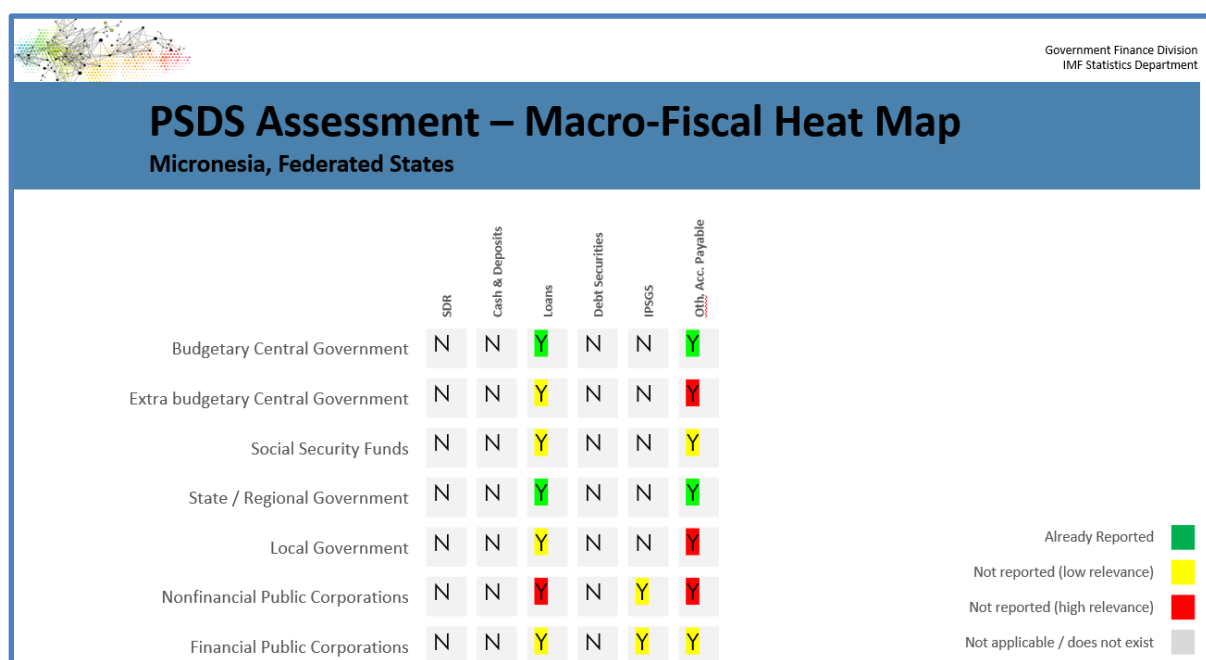 Government Finance Division
IMF Statistics Department
PSDS Assessment – Macro-Fiscal Heat Map
Micronesia, Federated States
SDR
Cash & Deposits
Loans
Debt Securities
IPSGS
Oth. Acc. Payable
Budgetary Central Government N N Y N N Y
Extra budgetary Central Government N N Y N N Y
Social Security Funds N N Y N N Y
State / Regional Government N N Y N N Y
Local Government N N Y N N Y
Nonfinancial Public Corporations N N Y N Y Y
Financial Public Corporations N N Y N Y Y
Already Reported
Not reported (low relevance)
Not reported (high relevance)
Not applicable / does not exist